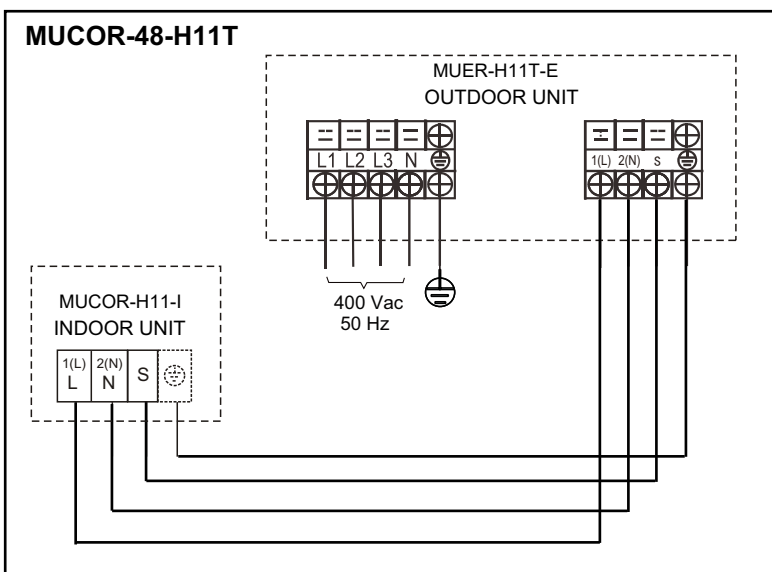 MUCOR-48-H11T
MUER-H11T-E
OUTDOOR UNIT
L1 L2 L3 N
1(L) 2(N) S
400 Vac
50 Hz
MUCOR-H11-I
INDOOR UNIT
1(L) 2(N)
L N S